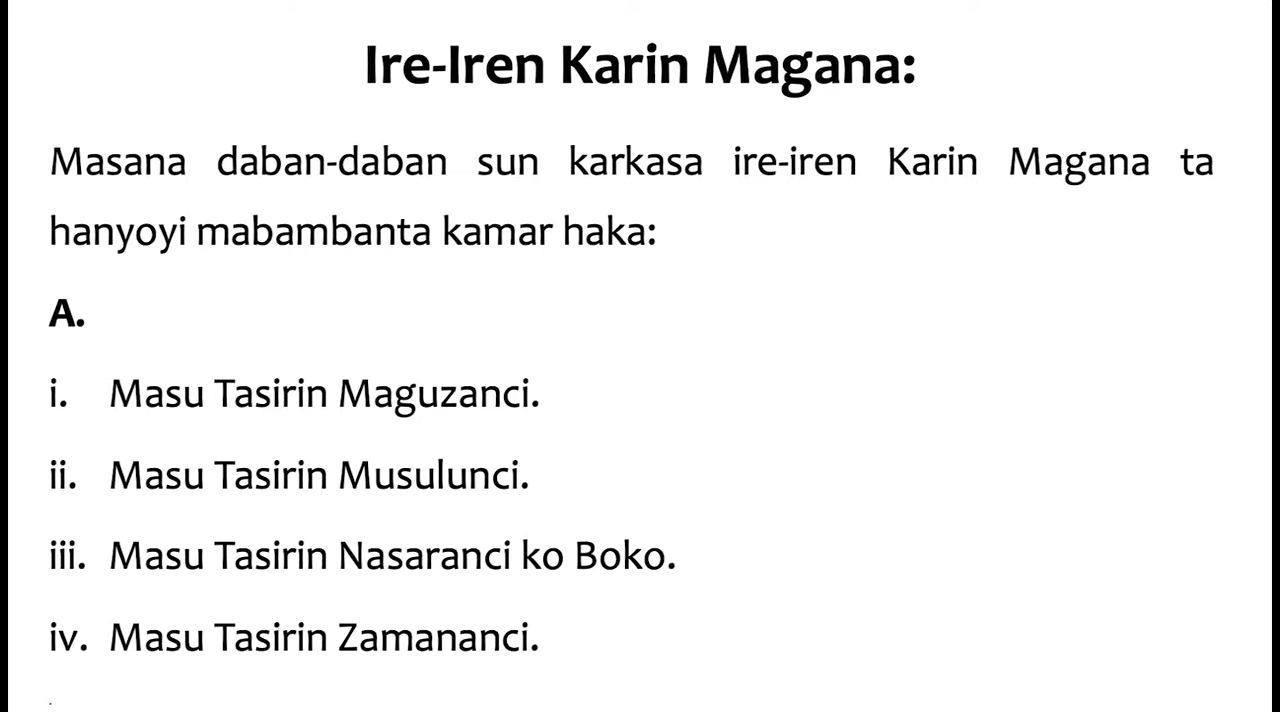 Ire-Iren Karin Magana:
Masana daban-daban sun karkasa ire-iren Karin Magana ta
hanyoyi mabambanta kamar haka:
A.
i. Masu Tasirin Maguzanci.
ii. Masu Tasirin Musulunci.
iii. Masu Tasirin Nasaranci ko Boko.
iv. Masu Tasirin Zamananci.